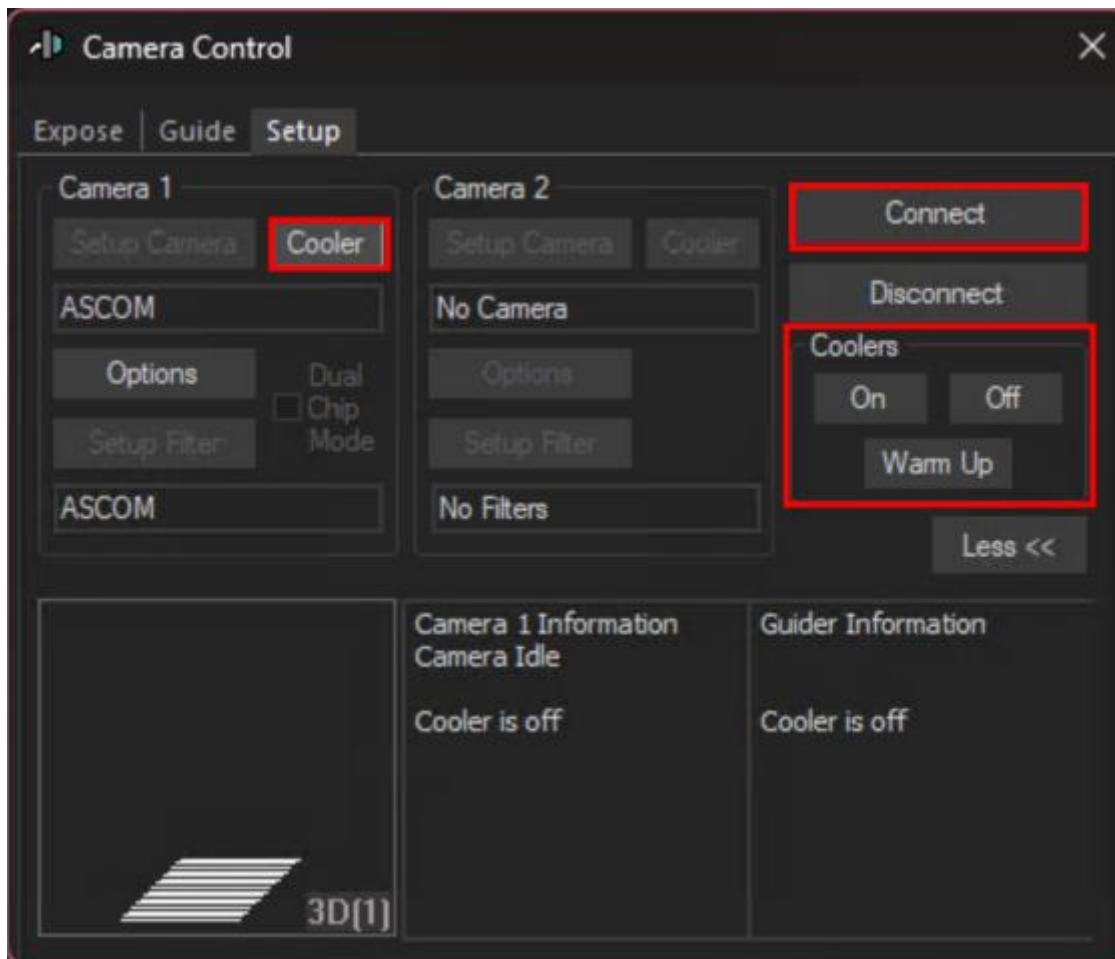 Camera Control
Expose Guide Setup
Camera 1
Setup Camera Cooler
ASCOM
Options
Dual
Chip
Mode
Setup Filter
ASCOM
Camera 2
Setup Camera Cooler
No Camera
Options
Setup Filter
No Filters
Connect
Disconnect
Coolers
On Off
Warm Up
Less <<
3D(1)
Camera 1 Information
Camera Idle
Cooler is off
Guider Information
Cooler is off